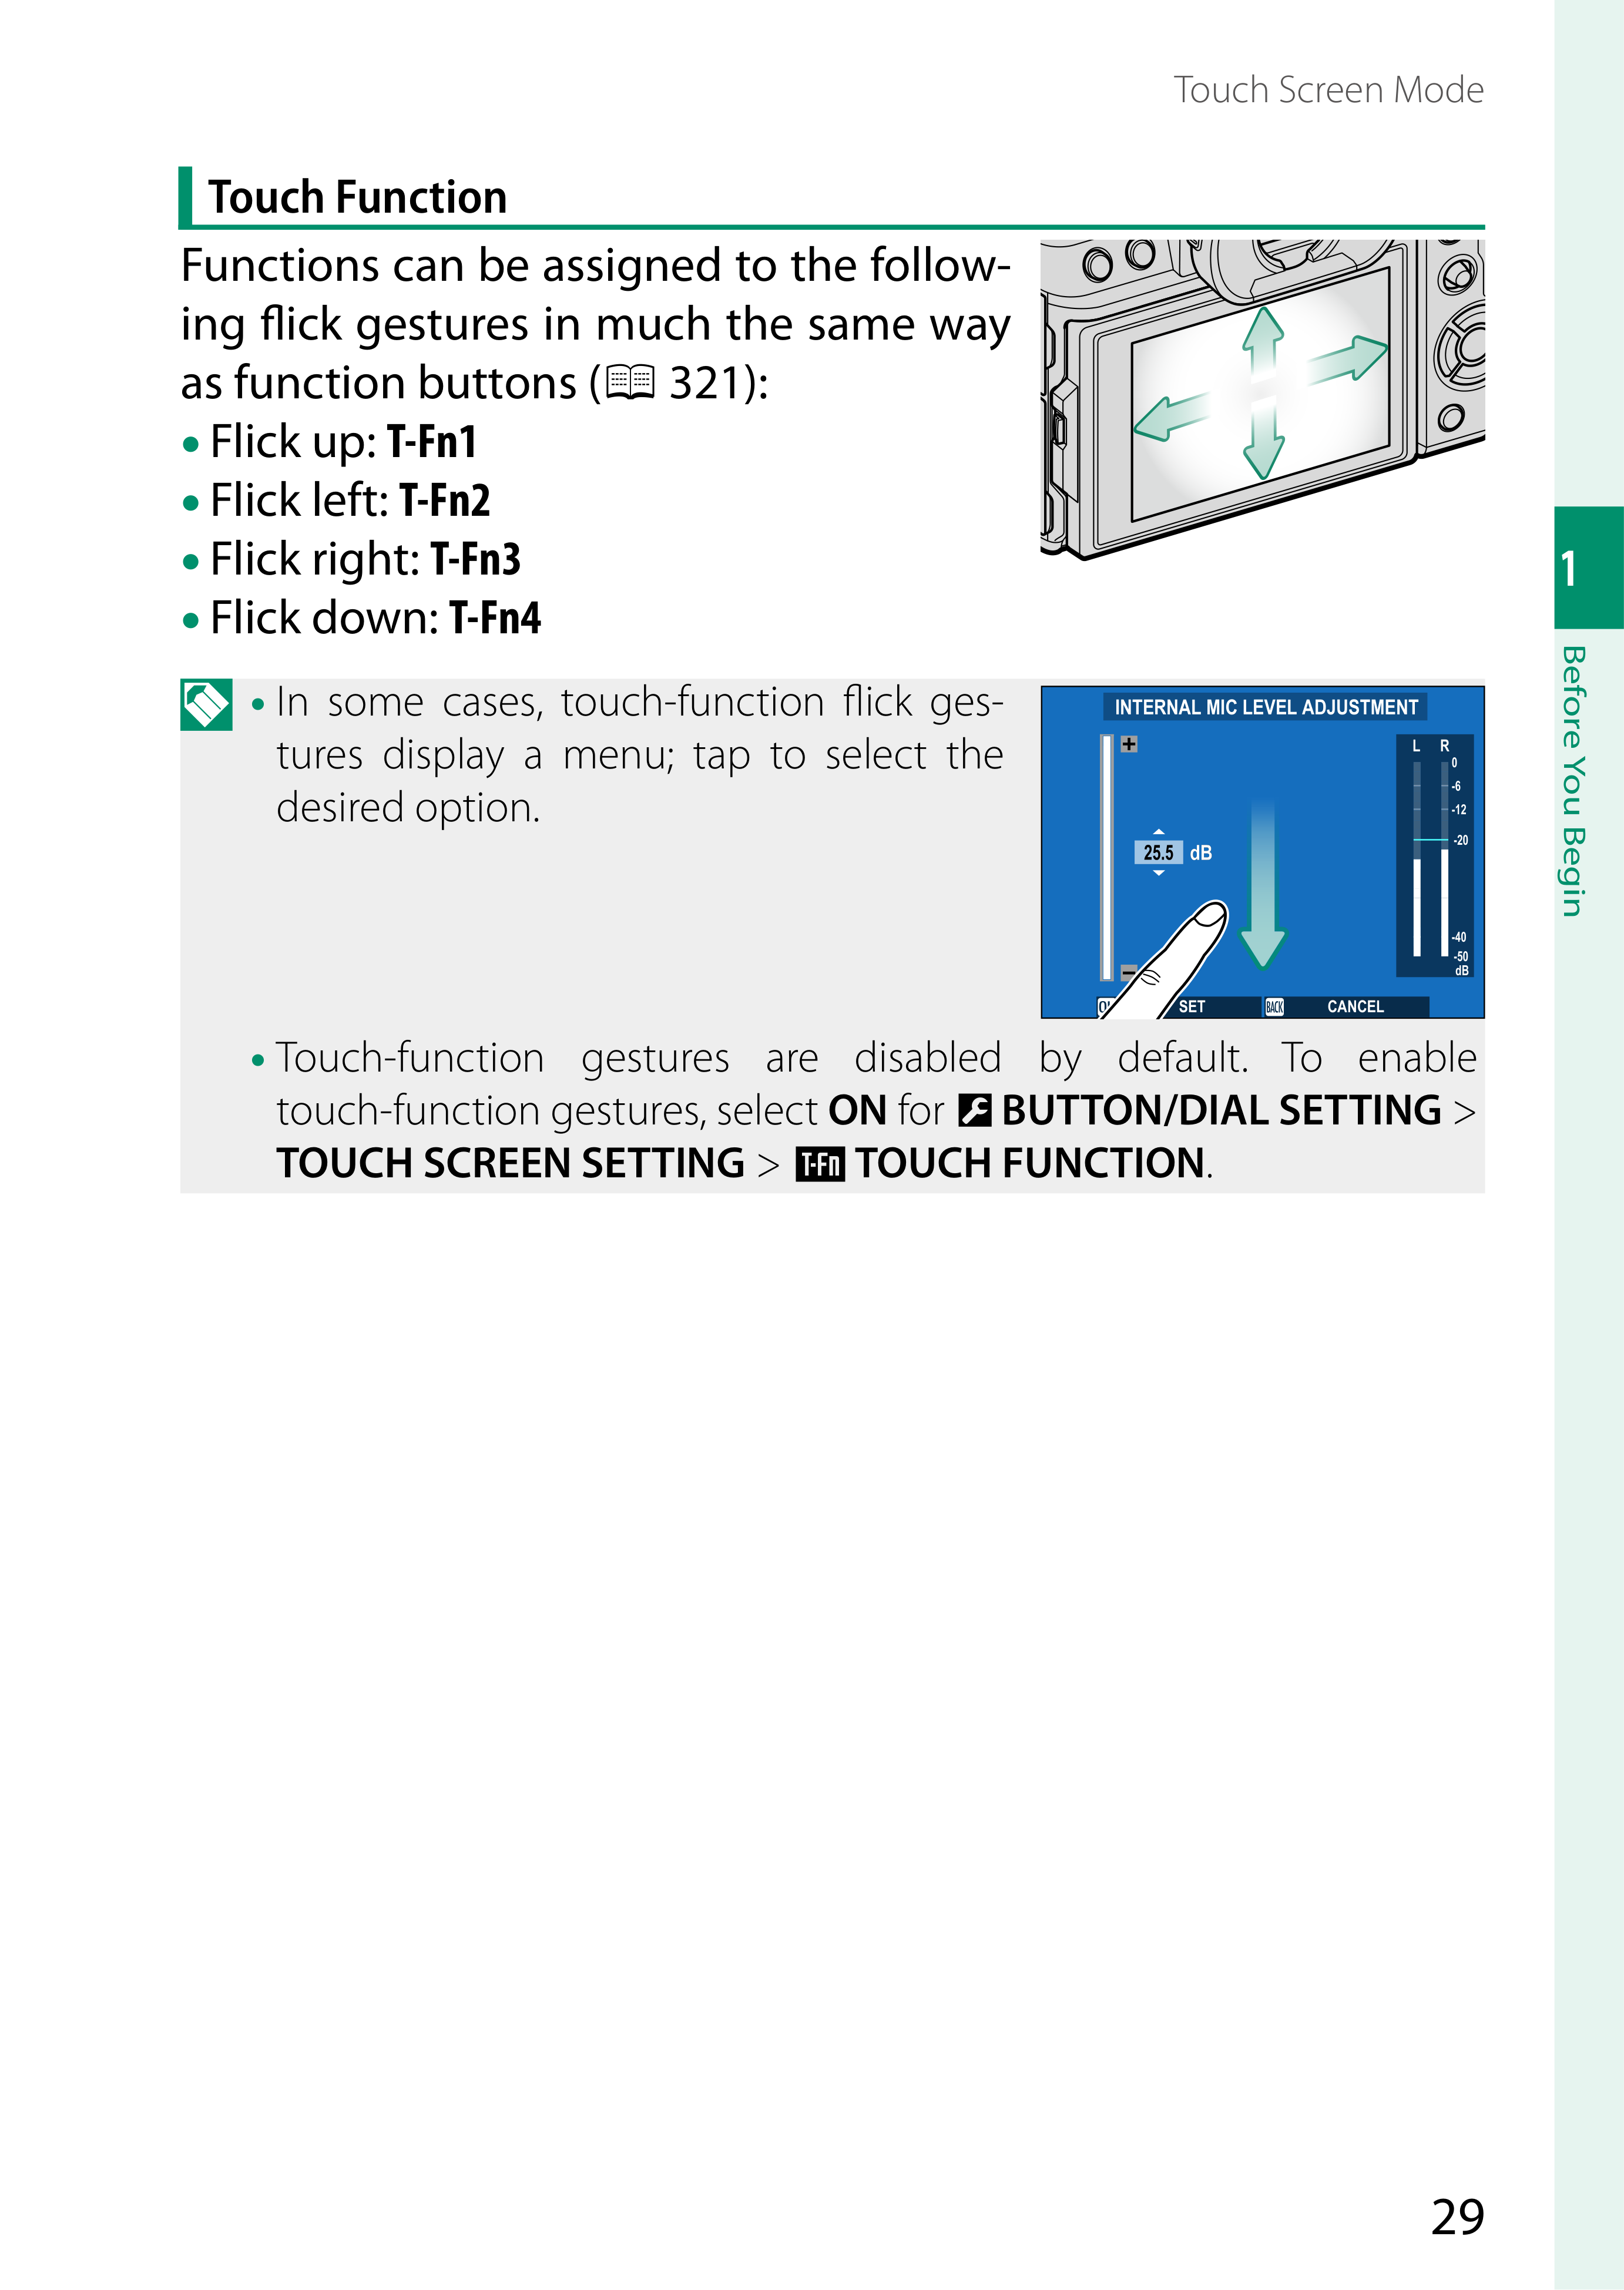 Touch Screen Mode
Touch Function
Functions can be assigned to the follow-
ing flick gestures in much the same way
as function buttons ( 321):
• Flick up: T-Fn1
• Flick left: T-Fn2
• Flick right: T-Fn3
• Flick down: T-Fn4
• In some cases, touch-function flick ges-
tures display a menu; tap to select the
desired option.
INTERNAL MIC LEVEL ADJUSTMENT
+
L R
0
-6
-12
-20
25.5 dB
-40
-50
dB
−
SET BACK CANCEL
• Touch-function gestures are disabled by default. To enable
touch-function gestures, select ON for BUTTON/DIAL SETTING >
TOUCH SCREEN SETTING > T-Fn TOUCH FUNCTION.
1
Before You Begin
29